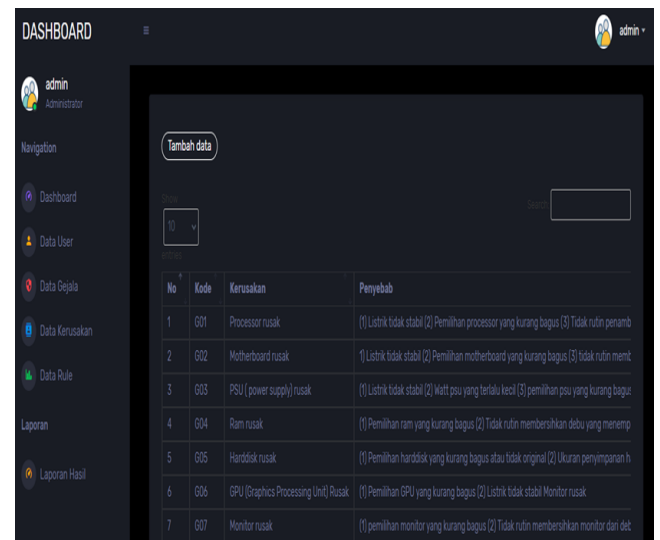 DASHBOARD
admin
admin
Administrator
Navigation
Dashboard
Data User
Data Gejala
Data Kerusakan
Data Rule
Laporan
Laporan Hasil
Tambah data
Show
10
entries
Search:
No Kode Kerusakan Penyebab
1 G01 Processor rusak (1) Listrik tidak stabil (2) Pemilihan processor yang kurang bagus (3) Tidak rutin penamb
2 G02 Motherboard rusak 1) Listrik tidak stabil (2) Pemilihan motherboard yang kurang bagus (3) tidak rutin memb
3 G03 PSU ( power supply) rusak (1) Listrik tidak stabil (2) Watt psu yang terlalu kecil (3) pemilihan psu yang kurang bagus
4 G04 Ram rusak (1) Pemilihan ram yang kurang bagus (2) Tidak rutin membersihkan debu yang menemp
5 G05 Harddisk rusak (1) Pemilihan harddisk yang kurang bagus atau tidak original (2) Ukuran penyimpanan h
6 G06 GPU (Graphics Processing Unit) Rusak (1) Pemilihan GPU yang kurang bagus (2) Listrik tidak stabil Monitor rusak
7 G07 Monitor rusak (1) pemilihan monitor yang kurang bagus (2) Tidak rutin membersihkan monitor dari deb